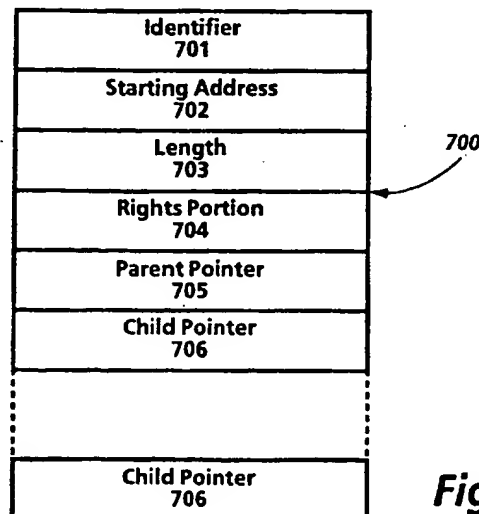 Identifier
701
Starting Address
702
Length
703
700
Rights Portion
704
Parent Pointer
705
Child Pointer
706
Child Pointer
706
Fig